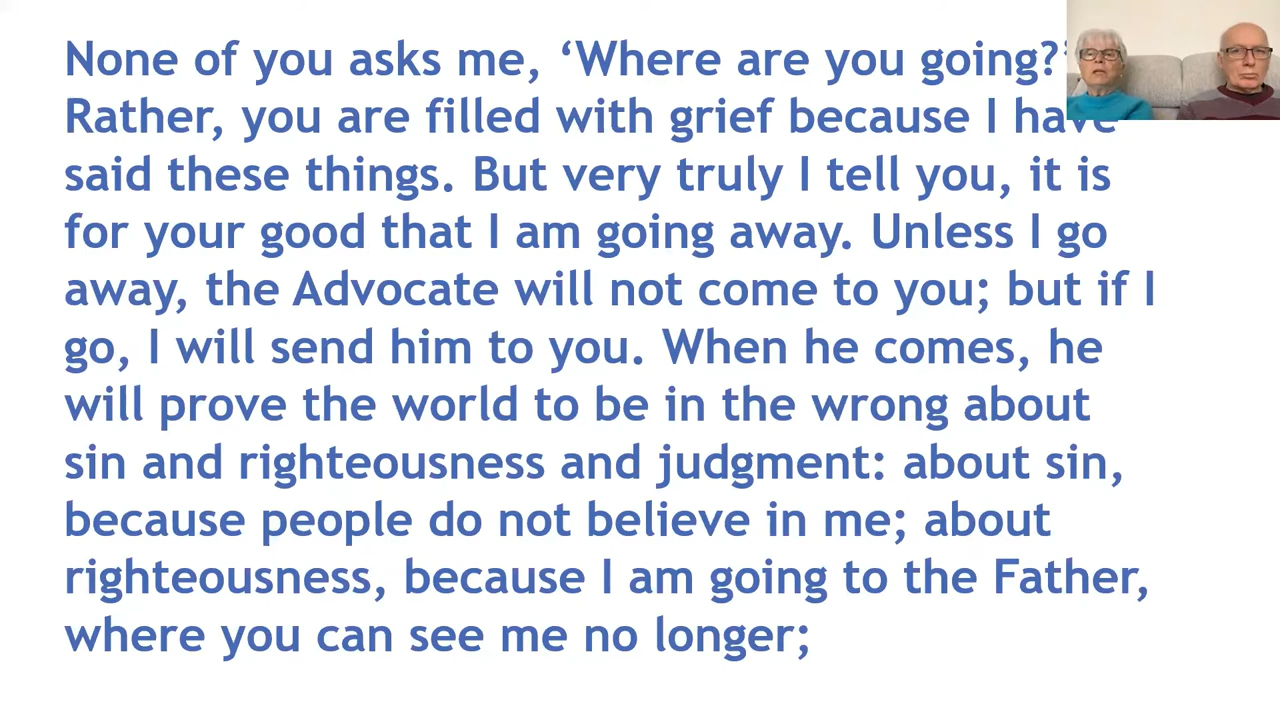 None of you asks me, ‘Where are you going?’
Rather, you are filled with grief because I have
said these things. But very truly I tell you, it is
for your good that I am going away. Unless I go
away, the Advocate will not come to you; but if I
go, I will send him to you. When he comes, he
will prove the world to be in the wrong about
sin and righteousness and judgment: about sin,
because people do not believe in me; about
righteousness, because I am going to the Father,
where you can see me no longer;